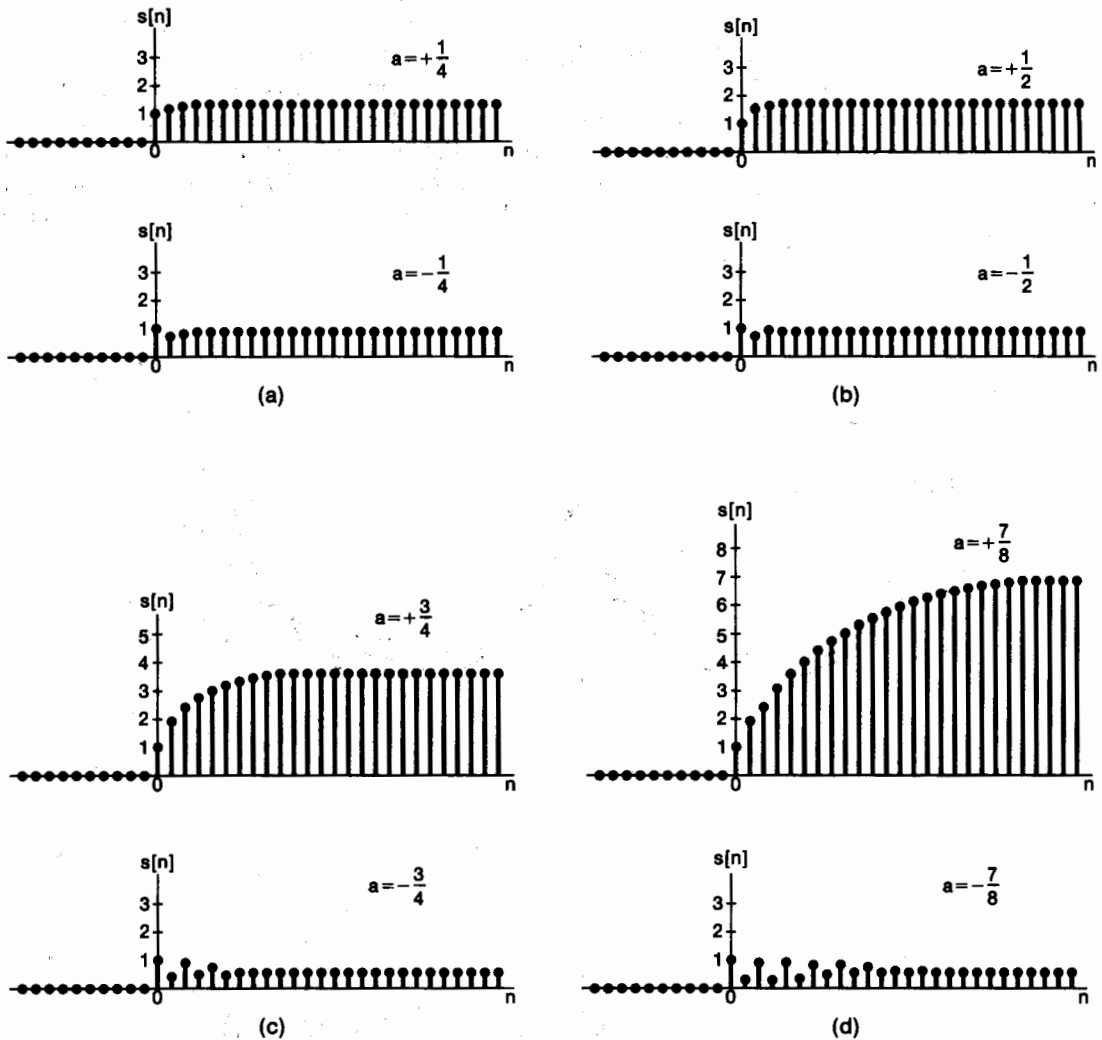 s[n]
3
2
1
0
n
a=+1/4
s[n]
3
2
1
0
n
a=-1/4
(a)
s[n]
3
2
1
0
n
a=+1/2
s[n]
3
2
1
0
n
a=-1/2
(b)
s[n]
5
4
3
2
1
0
n
a=+3/4
s[n]
3
2
1
0
n
a=-3/4
(c)
s[n]
8
7
6
5
4
3
2
1
0
n
a=+7/8
s[n]
3
2
1
0
n
a=-7/8
(d)